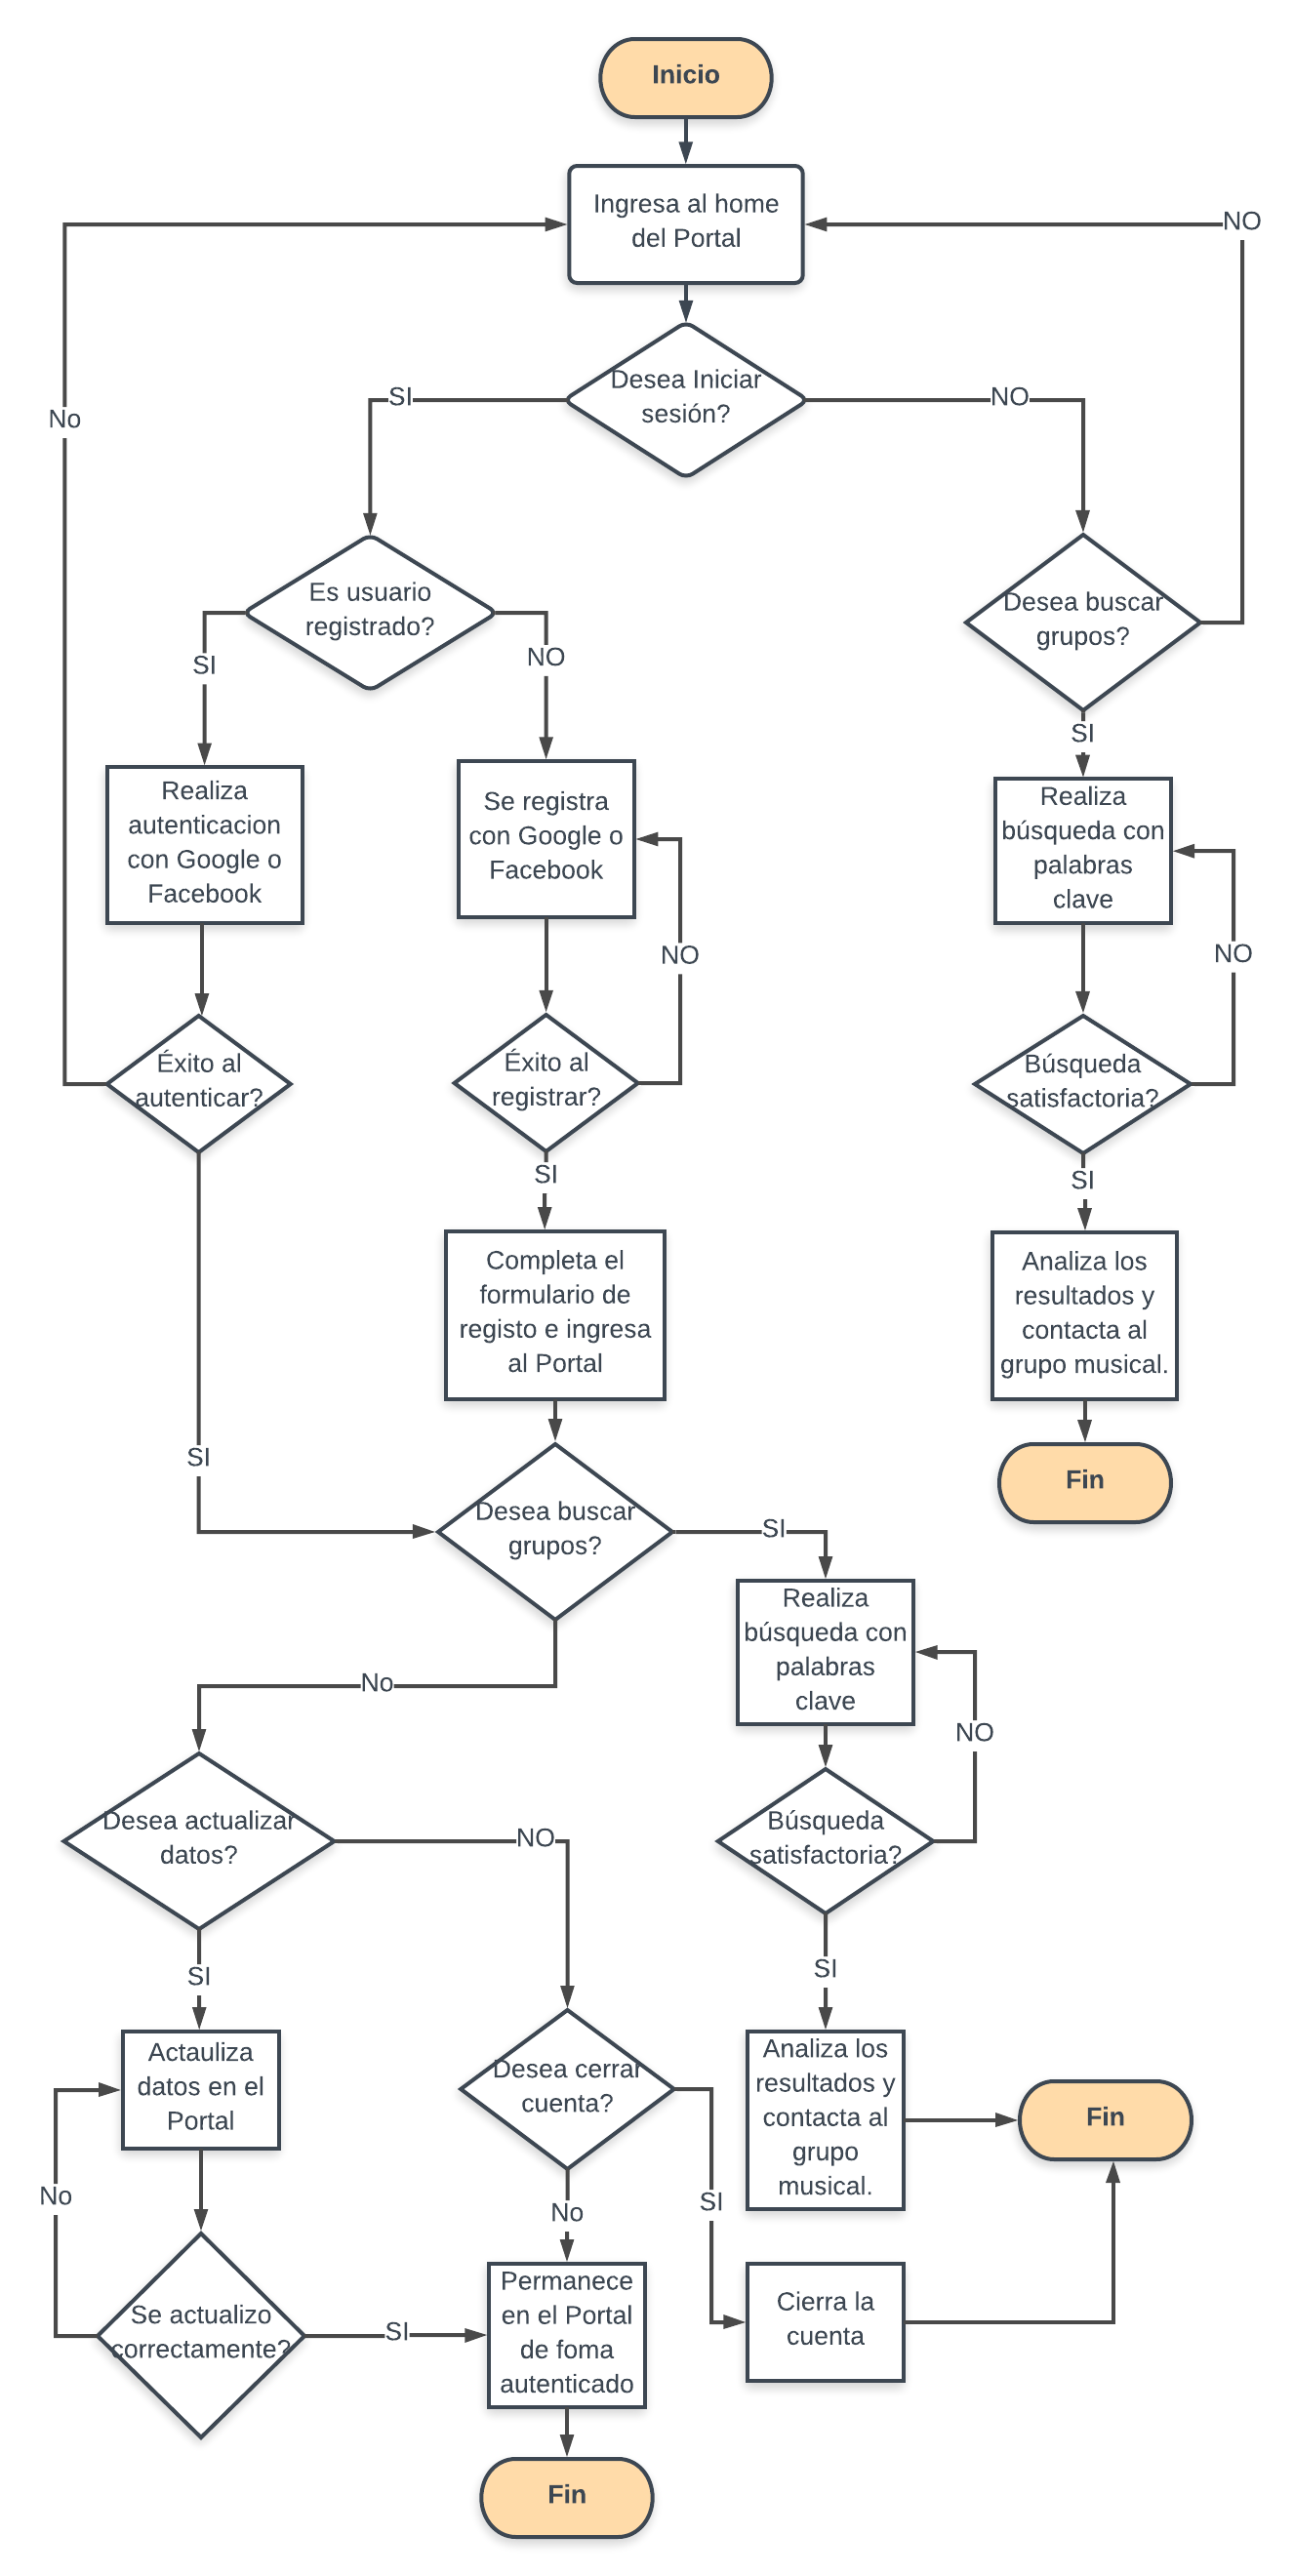 Inicio
Ingresa al home
del Portal
NO
Desea Iniciar
sesión?
SI
NO
No
Es usuario
registrado?
Desea buscar
grupos?
SI
NO
SI
Realiza
autenticacion
con Google o
Facebook
Se registra
con Google o
Facebook
Realiza
búsqueda con
palabras
clave
NO
NO
Éxito al
autenticar?
Éxito al
registrar?
Búsqueda
satisfactoria?
SI
SI
Completa el
formulario de
registo e ingresa
al Portal
Analiza los
resultados y
contacta al
grupo musical.
SI
Fin
Desea buscar
grupos?
SI
Realiza
búsqueda con
palabras
clave
No
NO
Desea actualizar
datos?
NO
Búsqueda
satisfactoria?
SI
SI
Actauliza
datos en el
Portal
Desea cerrar
cuenta?
Analiza los
resultados y
contacta al
grupo
musical.
Fin
No
No
SI
Se actualizo
correctamente?
SI
Permanece
en el Portal
de foma
autenticado
Cierra la
cuenta
Fin